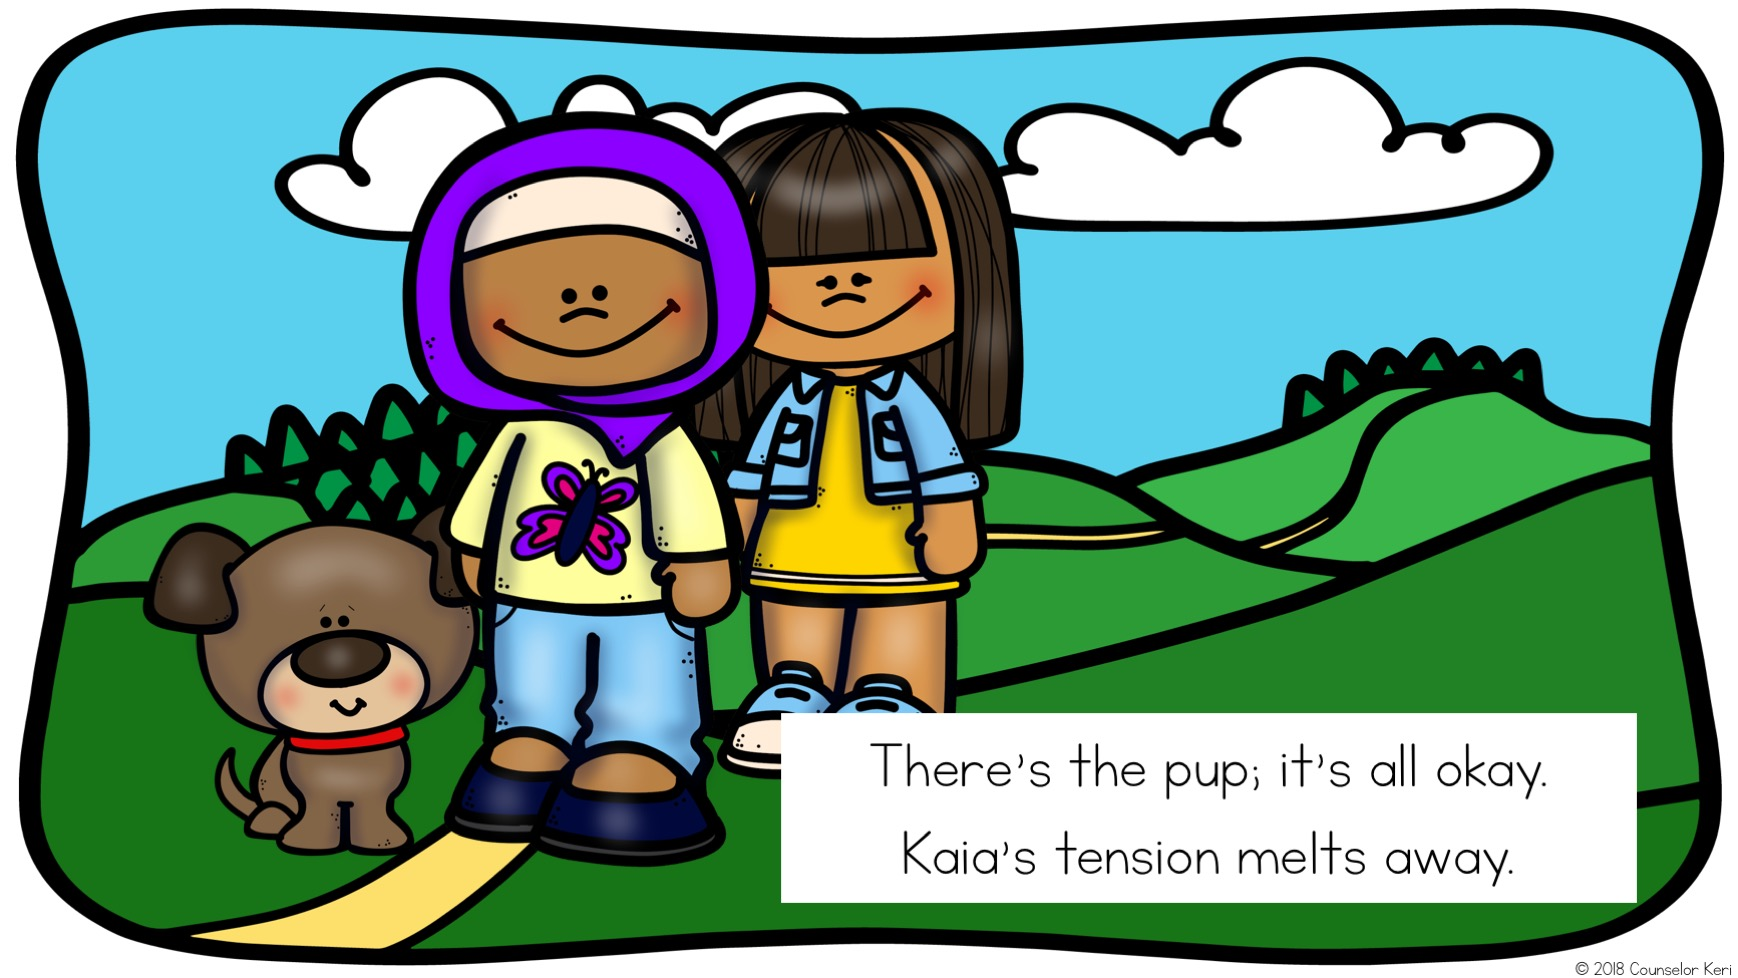 There's the pup; it's all okay.
Kaia's tension melts away.
© 2018 Counselor Keri